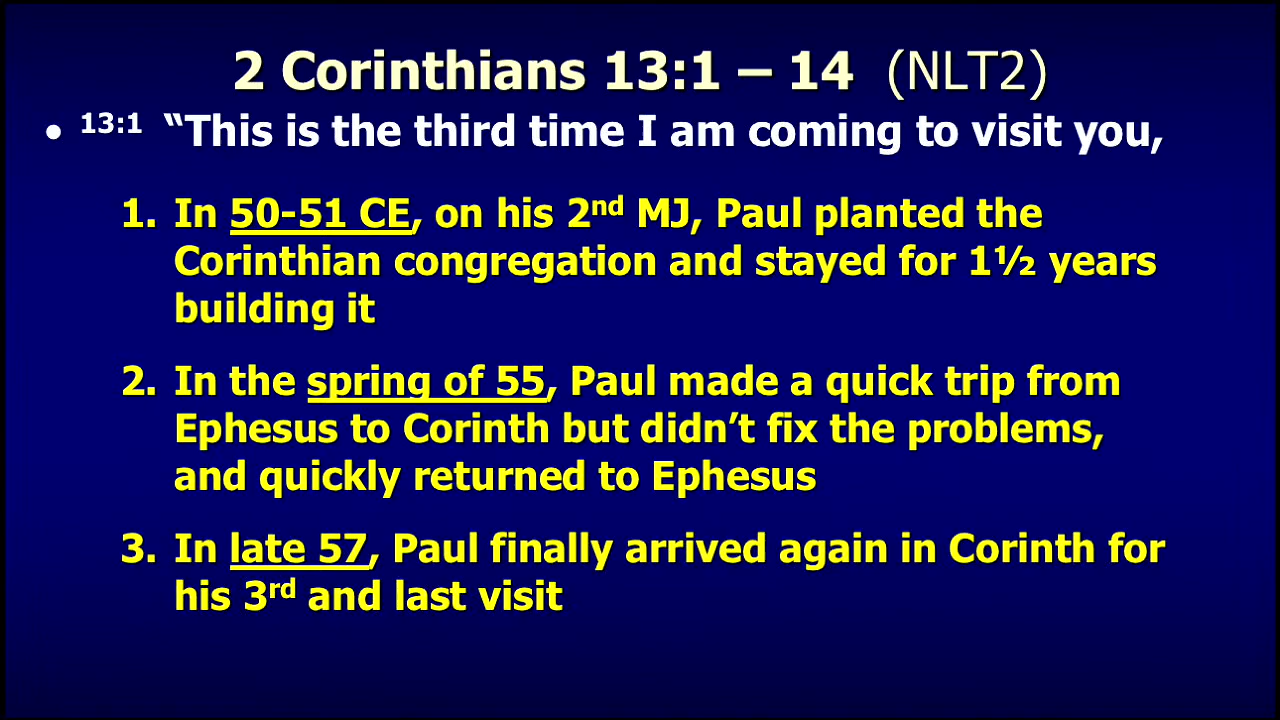 2 Corinthians 13:1 – 14 (NLT2)
• 13:1 “This is the third time I am coming to visit you,
1. In 50-51 CE, on his 2nd MJ, Paul planted the
Corinthian congregation and stayed for 1½ years
building it
2. In the spring of 55, Paul made a quick trip from
Ephesus to Corinth but didn’t fix the problems,
and quickly returned to Ephesus
3. In late 57, Paul finally arrived again in Corinth for
his 3rd and last visit